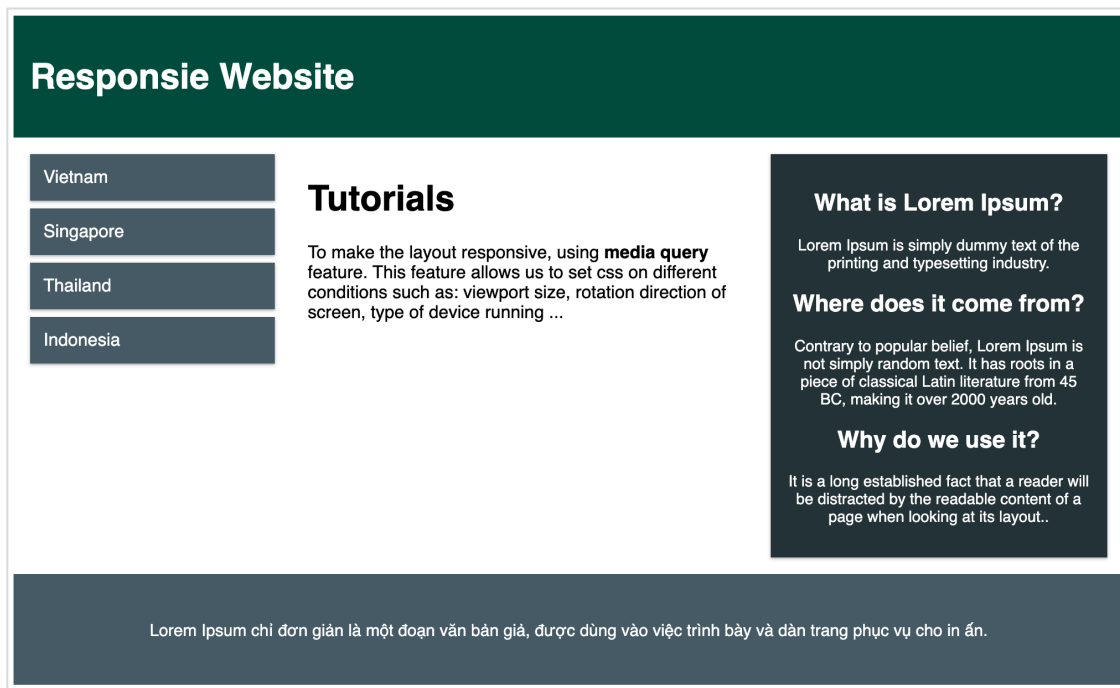 Responsie Website
Vietnam
Singapore
Thailand
Indonesia
Tutorials
To make the layout responsive, using media query
feature. This feature allows us to set css on different
conditions such as: viewport size, rotation direction of
screen, type of device running ...
What is Lorem Ipsum?
Lorem Ipsum is simply dummy text of the
printing and typesetting industry.
Where does it come from?
Contrary to popular belief, Lorem Ipsum is
not simply random text. It has roots in a
piece of classical Latin literature from 45
BC, making it over 2000 years old.
Why do we use it?
It is a long established fact that a reader will
be distracted by the readable content of a
page when looking at its layout..
Lorem Ipsum chỉ đơn giản là một đoạn văn bản giả, được dùng vào việc trình bày và dàn trang phục vụ cho in ấn.